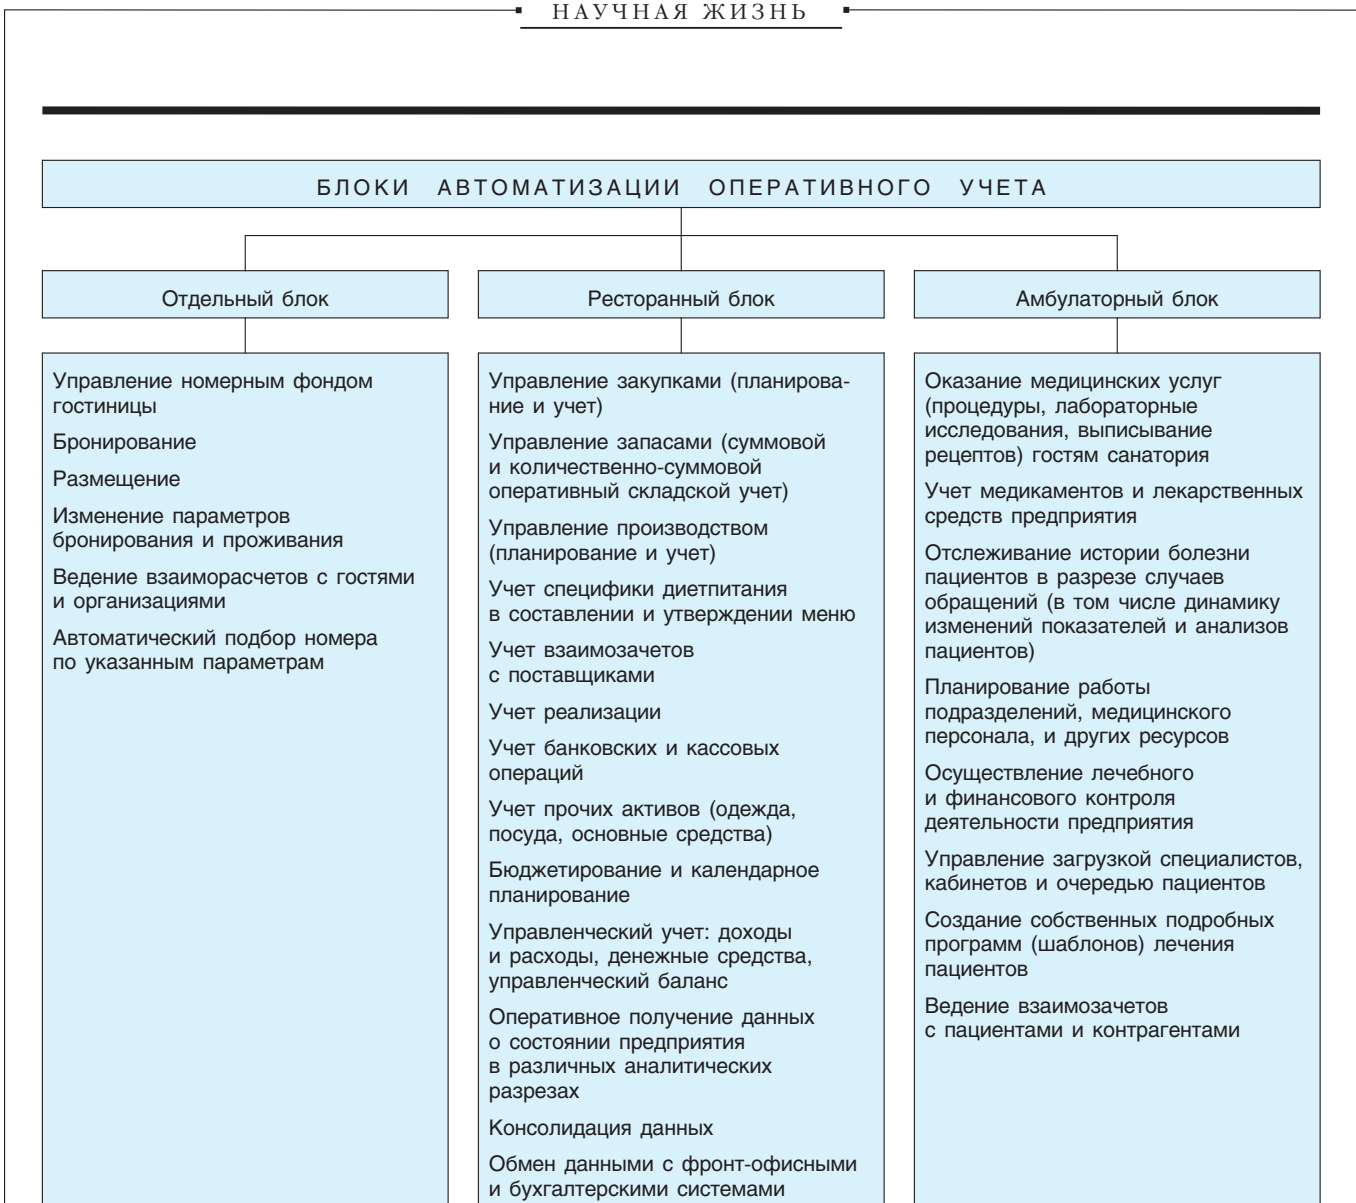 НАУЧНАЯ ЖИЗНЬ
БЛОКИ АВТОМАТИЗАЦИИ ОПЕРАТИВНОГО УЧЕТА
Отдельный блок
Управление номерным фондом
гостиницы
Бронирование
Размещение
Изменение параметров
бронирования и проживания
Ведение взаиморасчетов с гостями
и организациями
Автоматический подбор номера
по указанным параметрам
Ресторанный блок
Управление закупками (планирова-
ние и учет)
Управление запасами (суммовой
и количественно-суммовой
оперативный складской учет)
Управление производством
(планирование и учет)
Учет специфики диетпитания
в составлении и утверждении меню
Учет взаимозачетов
с поставщиками
Учет реализации
Учет банковских и кассовых
операций
Учет прочих активов (одежда,
посуда, основные средства)
Бюджетирование и календарное
планирование
Управленческий учет: доходы
и расходы, денежные средства,
управленческий баланс
Оперативное получение данных
о состоянии предприятия
в различных аналитических
разрезах
Консолидация данных
Обмен данными с фронт-офисными
и бухгалтерскими системами
Амбулаторный блок
Оказание медицинских услуг
(процедуры, лабораторные
исследования, выписывание
рецептов) гостям санатория
Учет медикаментов и лекарственных
средств предприятия
Отслеживание истории болезни
пациентов в разрезе случаев
обращений (в том числе динамику
изменений показателей и анализов
пациентов)
Планирование работы
подразделений, медицинского
персонала, и других ресурсов
Осуществление лечебного
и финансового контроля
деятельности предприятия
Управление загрузкой специалистов,
кабинетов и очередью пациентов
Создание собственных подробных
программ (шаблонов) лечения
пациентов
Ведение взаимозачетов
с пациентами и контрагентами